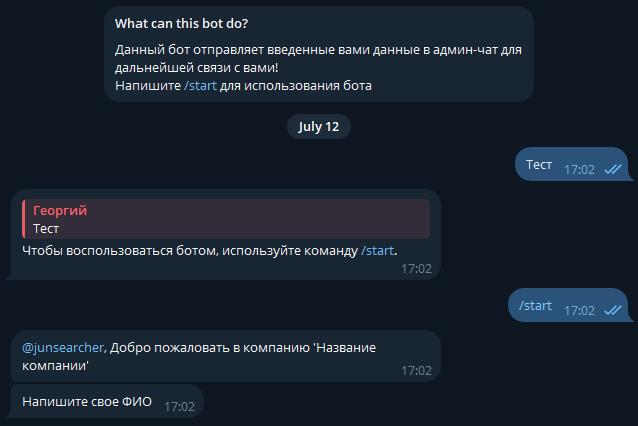 What can this bot do?
Данный бот отправляет введенные вами данные в админ-чат для
дальнейшей связи с вами!
Напишите /start для использования бота
July 12
Тест 17:02
Георгий
Тест
Чтобы воспользоваться ботом, используйте команду /start.
17:02
/start 17:02
@junsearcher, Добро пожаловать в компанию 'Название
компании' 17:02
Напишите свое ФИО 17:02